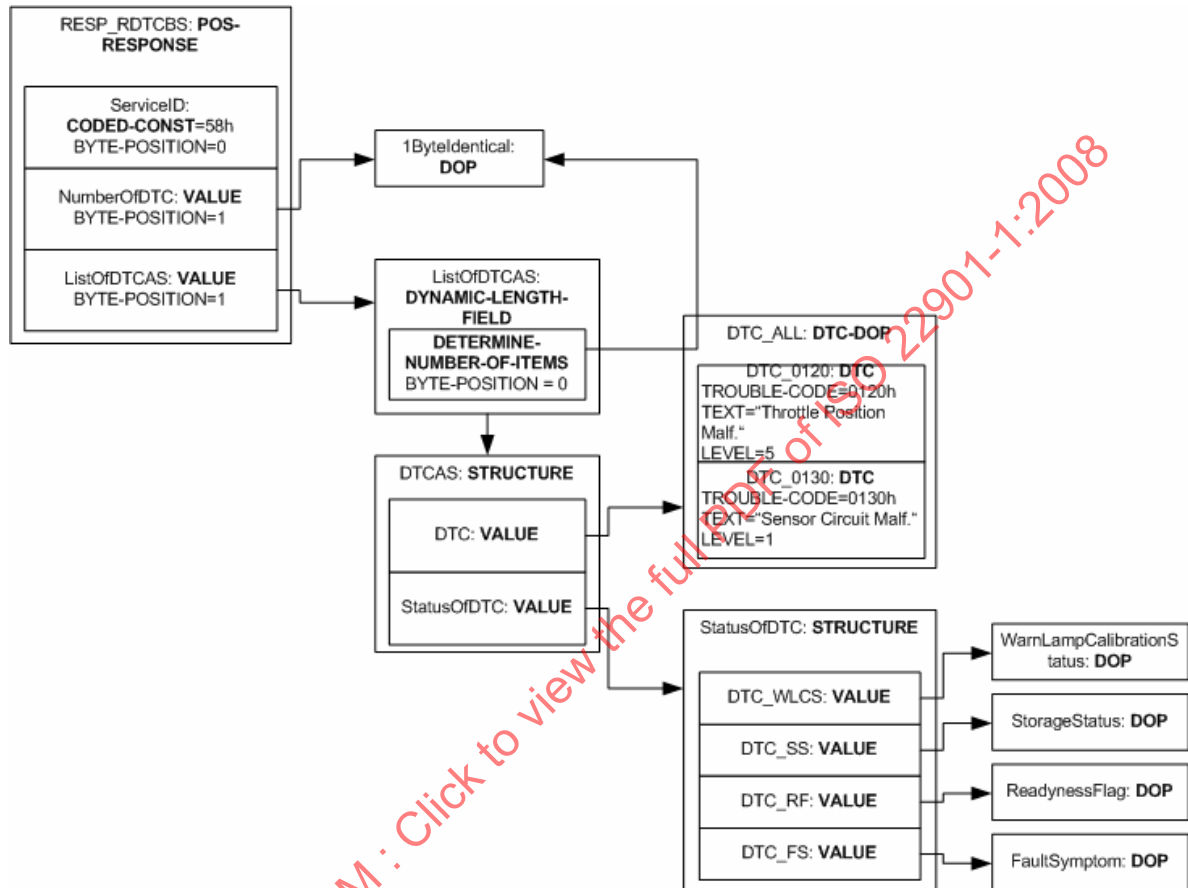 RESP_RDTCBS: POS-
RESPONSE
ServiceID:
CODED-CONST=58h
BYTE-POSITION=0
NumberOfDTC: VALUE
BYTE-POSITION=1
ListOfDTCAS: VALUE
BYTE-POSITION=1
1ByteIdentical:
DOP
ListOfDTCAS:
DYNAMIC-LENGTH-
FIELD
DETERMINE-
NUMBER-OF-ITEMS
BYTE-POSITION = 0
DTCAS: STRUCTURE
DTC: VALUE
StatusOfDTC: VALUE
DTC_ALL: DTC-DOP
DTC_0120: DTC
TROUBLE-CODE=0120h
TEXT="Throttle Position
Malf."
LEVEL=5
DTC_0130: DTC
TROUBLE-CODE=0130h
TEXT="Sensor Circuit Malf."
LEVEL=1
StatusOfDTC: STRUCTURE
DTC_WLCS: VALUE
DTC_SS: VALUE
DTC_RF: VALUE
DTC_FS: VALUE
WarnLampCalibrationS
tatus: DOP
StorageStatus: DOP
ReadynessFlag: DOP
FaultSymptom: DOP
M : Click to view the full PDF of ISO 22901-1:2008